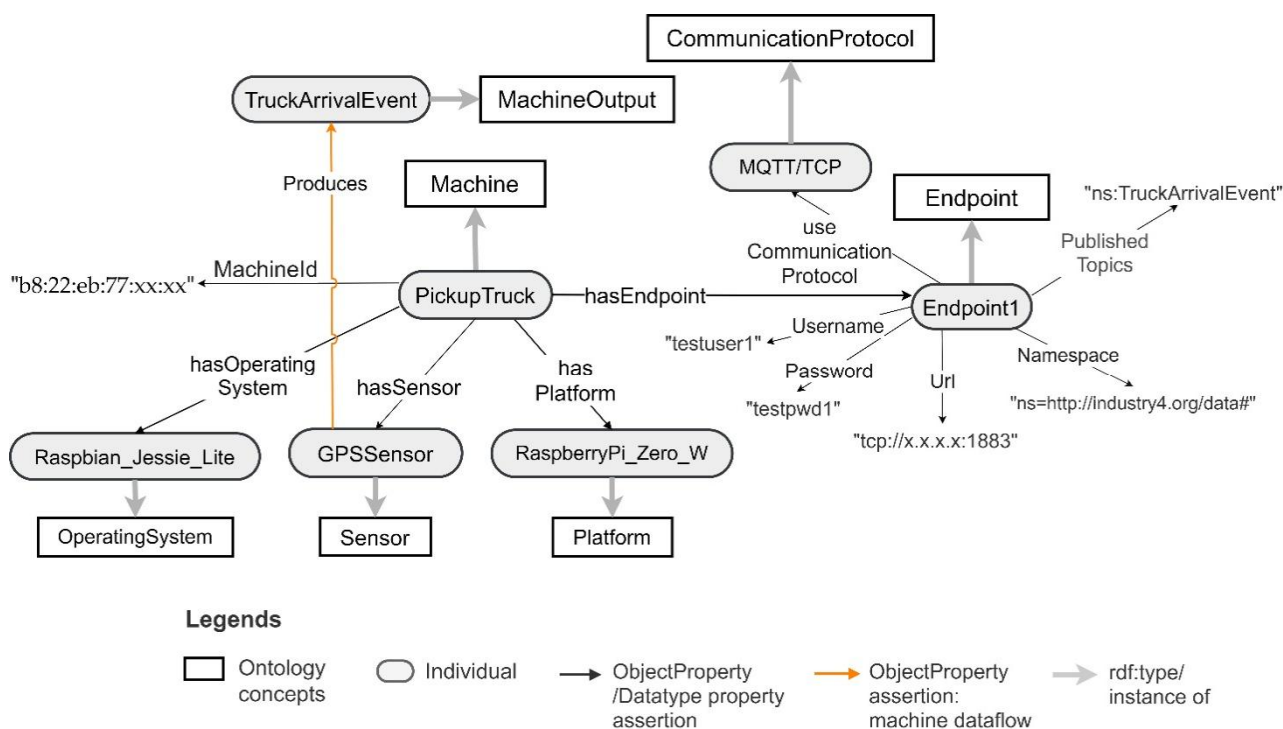 CommunicationProtocol
TruckArrivalEvent
MachineOutput
MQTT/TCP
Produces
Machine
Endpoint
"ns:TruckArrivalEvent"
use
Communication
Protocol
Published
Topics
MachineId
"b8:22:eb:77:xx:xx"
PickupTruck
hasEndpoint
Endpoint1
Username
"testuser1"
hasOperating
System
hasSensor
has
Platform
Password
"testpwd1"
Url
Namespace
"ns=http://industry4.org/data#"
"tcp://x.x.x.x:1883"
Raspbian_Jessie_Lite
GPSSensor
RaspberryPi_Zero_W
OperatingSystem
Sensor
Platform
Legends
Ontology
concepts
Individual
ObjectProperty
/Datatype property
assertion
ObjectProperty
assertion:
machine dataflow
rdf:type/
instance of